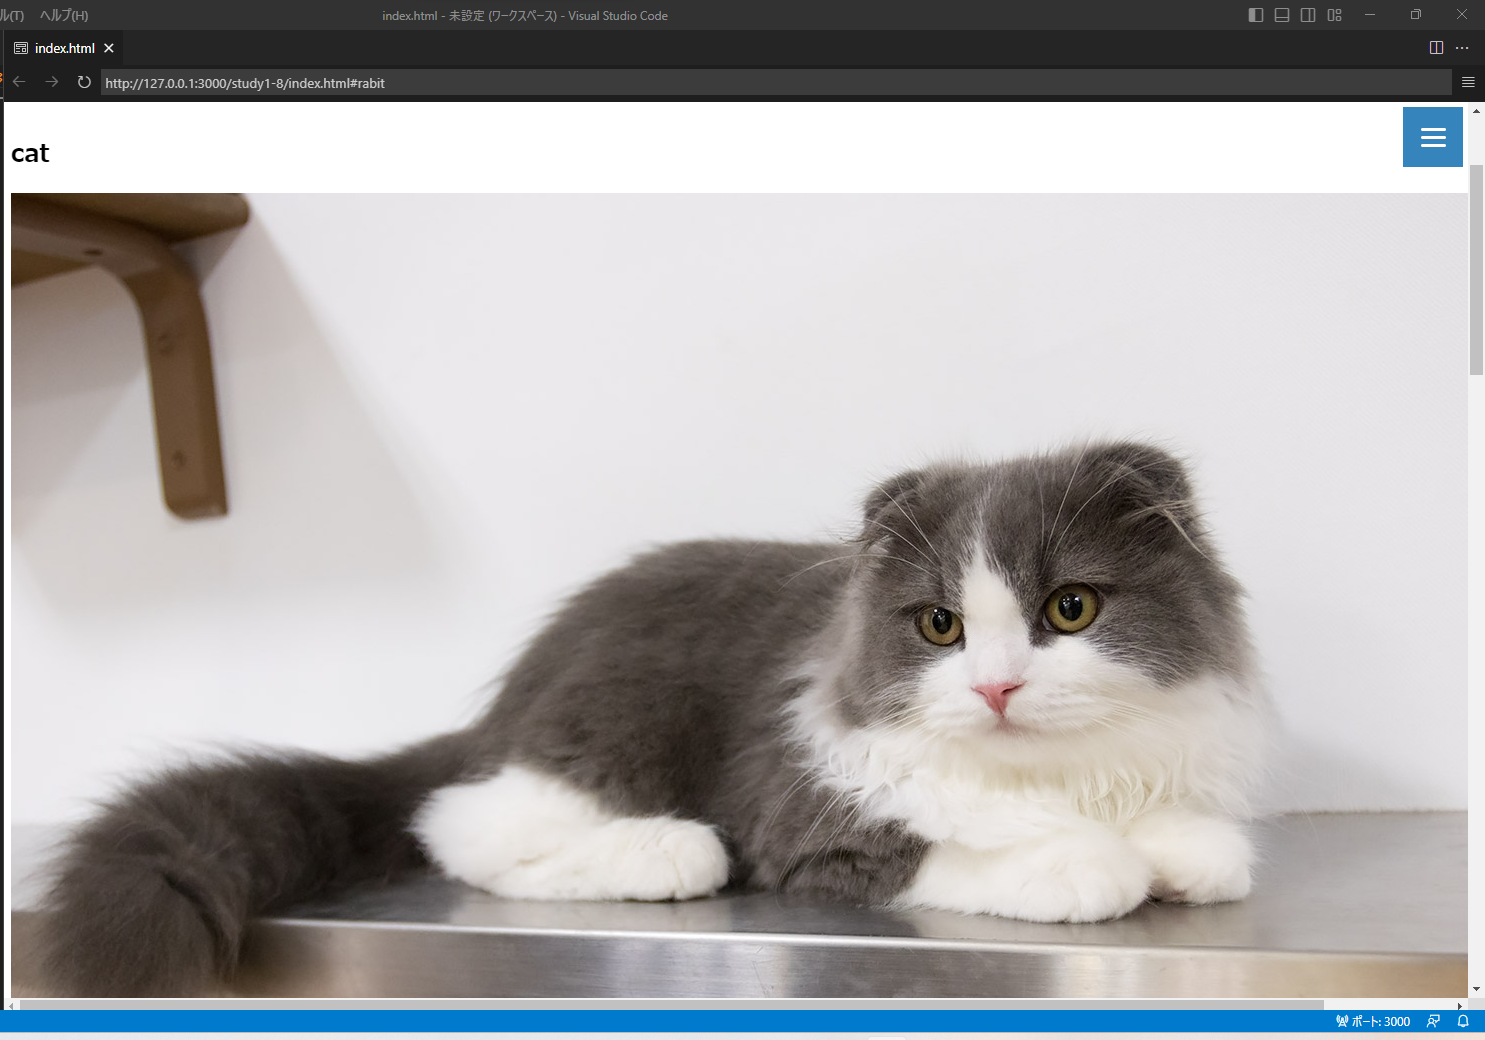 ル(T) ヘルプ(H) index.html - 未設定 (ワークスペース) - Visual Studio Code
index.html
http://127.0.0.1:3000/study1-8/index.html#rabit
cat
ポート: 3000